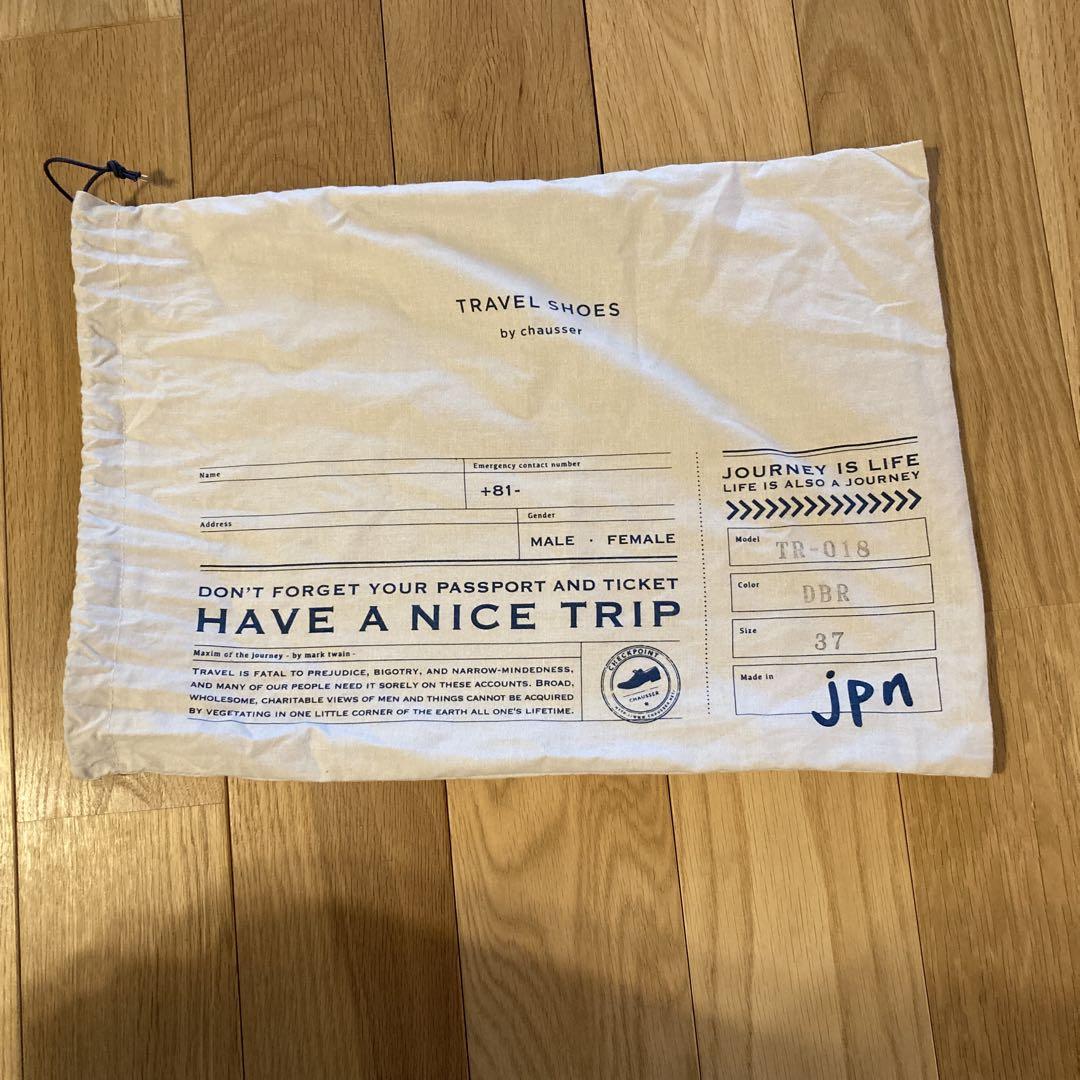 TRAVEL SHOES
by chausser
Name
Emergency contact number
+81-
Address
Gender
MALE · FEMALE
DON'T FORGET YOUR PASSPORT AND TICKET
HAVE A NICE TRIP
Maxim of the journey - by mark twain -
TRAVEL IS FATAL TO PREJUDICE, BIGOTRY, AND NARROW-MINDEDNESS,
AND MANY OF OUR PEOPLE NEED IT SORELY ON THESE ACCOUNTS. BROAD,
WHOLESOME, CHARITABLE VIEWS OF MEN AND THINGS CANNOT BE ACQUIRED
BY VEGETATING IN ONE LITTLE CORNER OF THE EARTH ALL ONE'S LIFETIME.
CHECKPOINT
CHAUSSER
JOURNEY IS LIFE
LIFE IS ALSO A JOURNEY
Model
TR-018
Color
DBR
Size
37
Made in
jpn